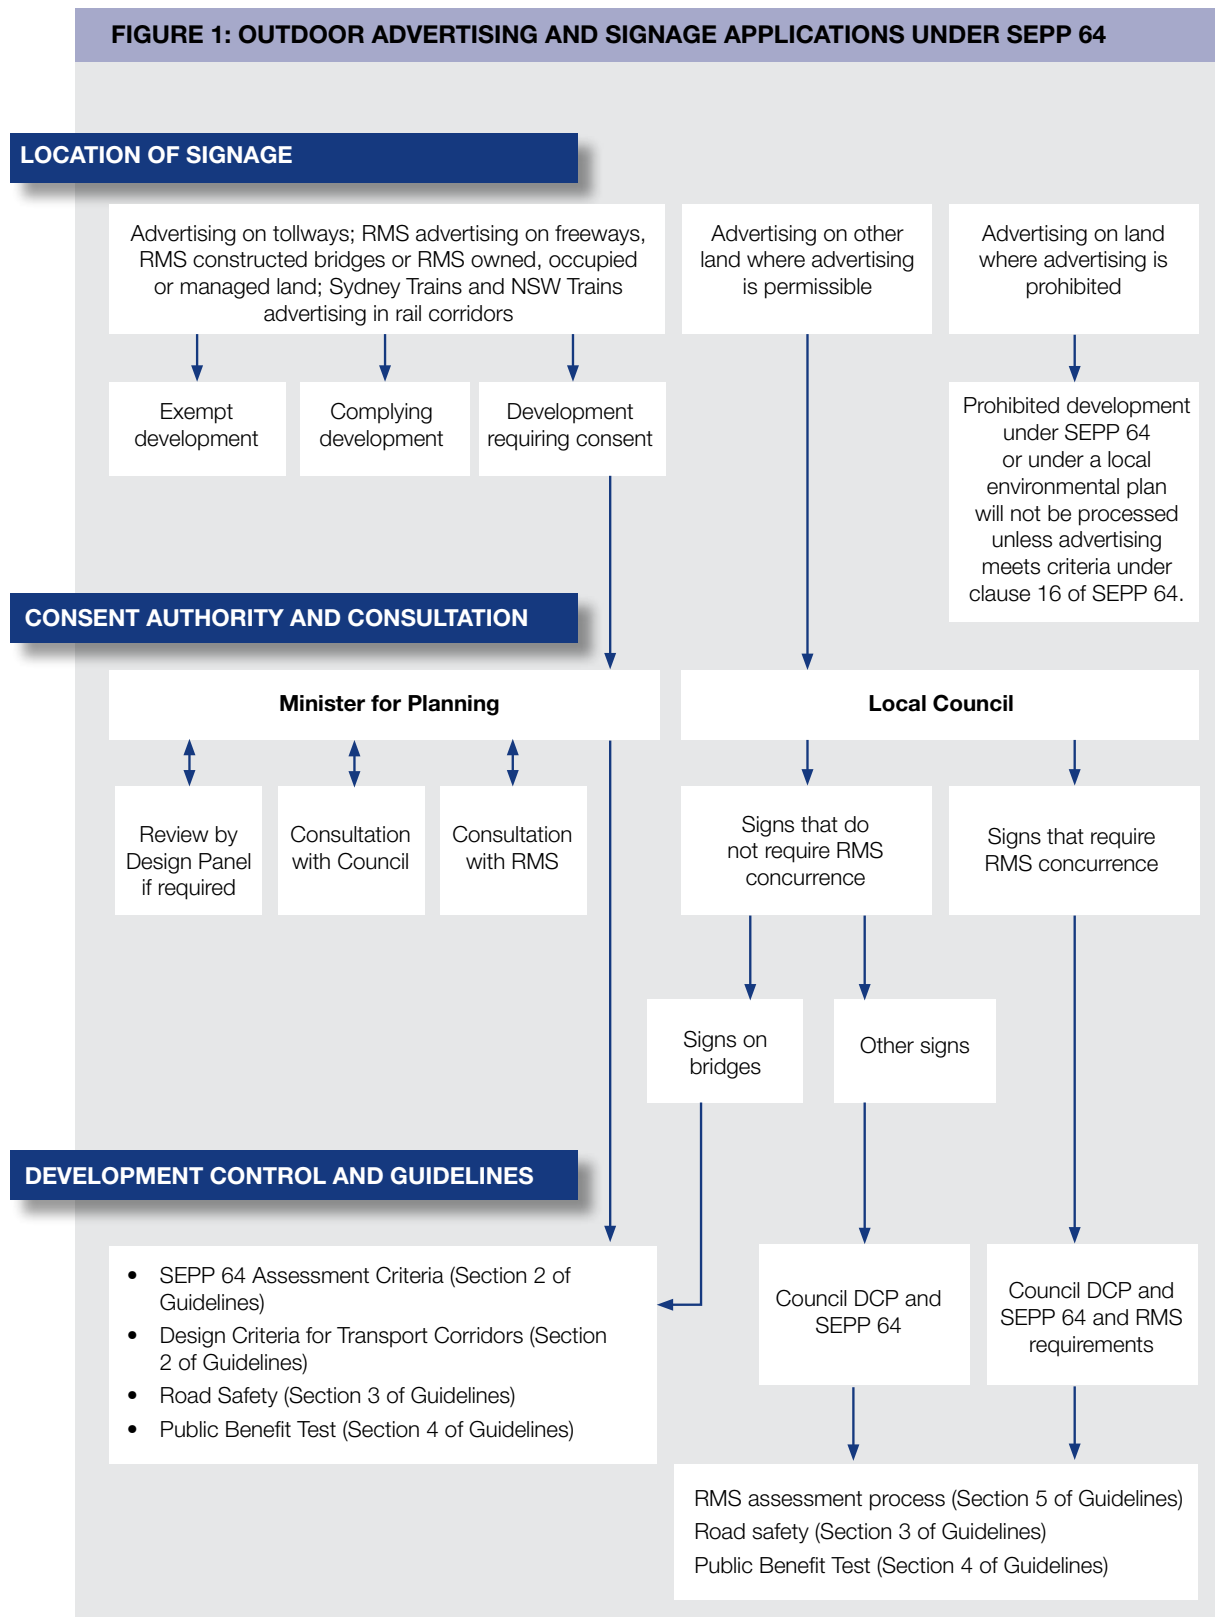 FIGURE 1: OUTDOOR ADVERTISING AND SIGNAGE APPLICATIONS UNDER SEPP 64
LOCATION OF SIGNAGE
Advertising on tollways; RMS advertising on freeways,
RMS constructed bridges or RMS owned, occupied
or managed land; Sydney Trains and NSW Trains
advertising in rail corridors
Advertising on other
land where advertising
is permissible
Advertising on land
where advertising is
prohibited
Exempt
development
Complying
development
Development
requiring consent
Prohibited development
under SEPP 64
or under a local
environmental plan
will not be processed
unless advertising
meets criteria under
clause 16 of SEPP 64.
CONSENT AUTHORITY AND CONSULTATION
Minister for Planning
Local Council
Review by
Design Panel
if required
Consultation
with Council
Consultation
with RMS
Signs that do
not require RMS
concurrence
Signs that require
RMS concurrence
Signs on
bridges
Other signs
DEVELOPMENT CONTROL AND GUIDELINES
• SEPP 64 Assessment Criteria (Section 2 of
Guidelines)
• Design Criteria for Transport Corridors (Section
2 of Guidelines)
• Road Safety (Section 3 of Guidelines)
• Public Benefit Test (Section 4 of Guidelines)
Council DCP and
SEPP 64
Council DCP and
SEPP 64 and RMS
requirements
RMS assessment process (Section 5 of Guidelines)
Road safety (Section 3 of Guidelines)
Public Benefit Test (Section 4 of Guidelines)